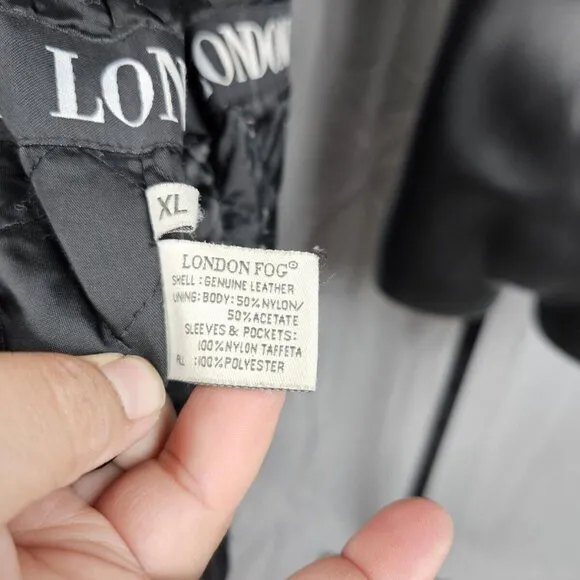 LON
ONDON
XL
LONDON FOG©
SHELL : GENUINE LEATHER
LINING: BODY: 50% NYLON/
50% ACETATE
SLEEVES & POCKETS:
100% NYLON TAFFETA
:100% POLYESTER